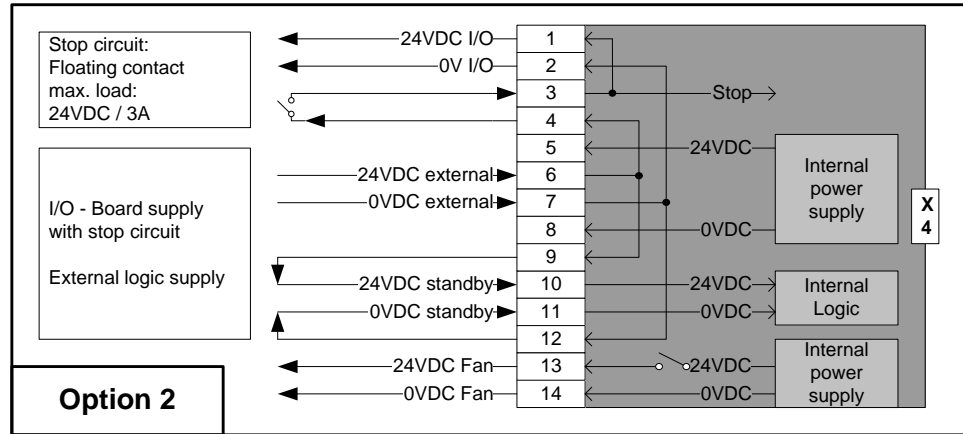 Stop circuit:
Floating contact
max. load:
24VDC / 3A
I/O - Board supply
with stop circuit
External logic supply
Option 2
24VDC I/O
0V I/O
24VDC external
0VDC external
24VDC standby
0VDC standby
24VDC Fan
0VDC Fan
1
2
3
4
5
6
7
8
9
10
11
12
13
14
Stop
24VDC
0VDC
Internal
power
supply
24VDC
0VDC
Internal
Logic
24VDC
0VDC
Internal
power
supply
X
4